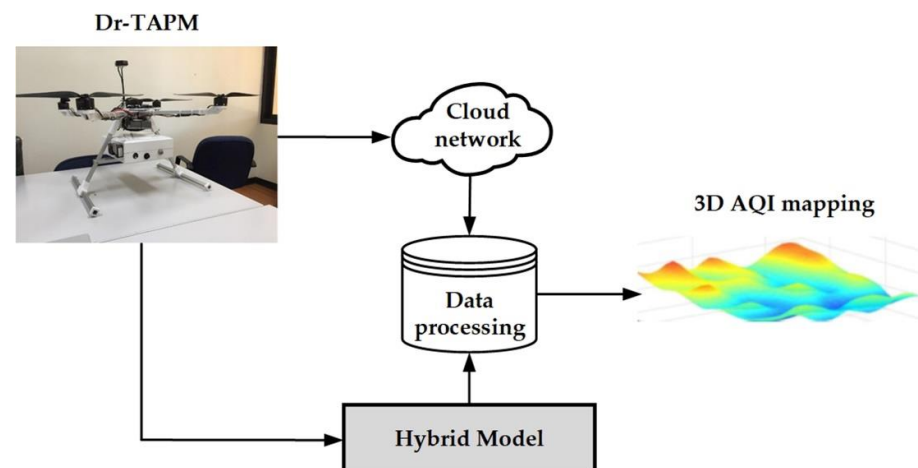 Dr-TAPM
Cloud
network
3D AQI mapping
Data
processing
Hybrid Model